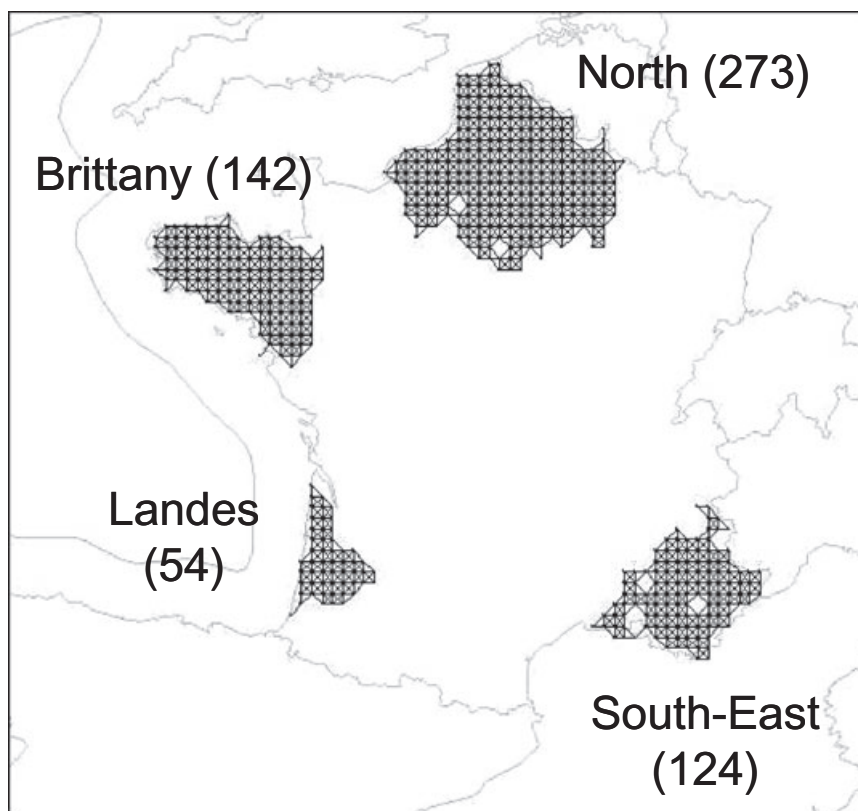 North (273)
Brittany (142)
Landes
(54)
South-East
(124)